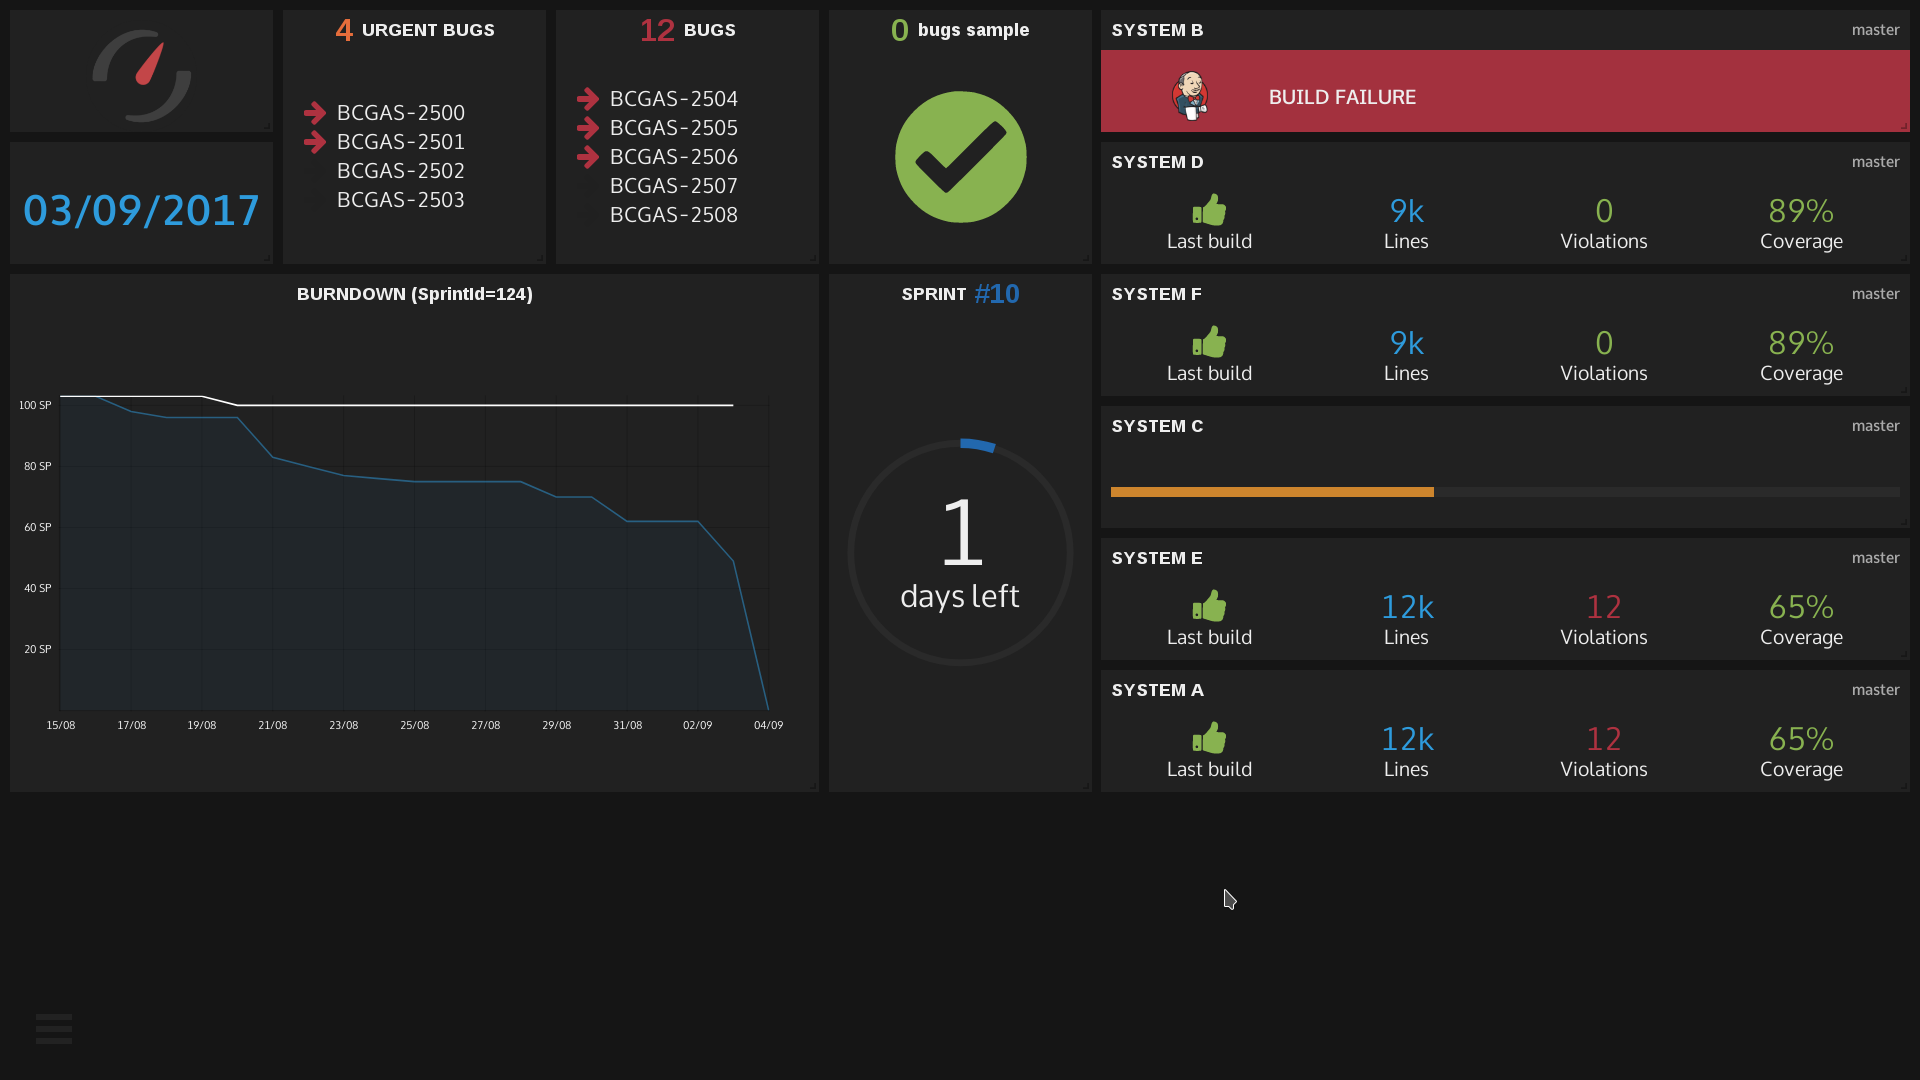 4 URGENT BUGS
BCGAS-2500
BCGAS-2501
BCGAS-2502
BCGAS-2503
12 BUGS
BCGAS-2504
BCGAS-2505
BCGAS-2506
BCGAS-2507
BCGAS-2508
0 bugs sample
03/09/2017
BURNDOWN (SprintId=124)
100 SP
80 SP
60 SP
40 SP
20 SP
15/08 17/08 19/08 21/08 23/08 25/08 27/08 29/08 31/08 02/09 04/09
SPRINT #10
1
days left
SYSTEM B master
BUILD FAILURE
SYSTEM D master
9k 0 89%
Last build Lines Violations Coverage
SYSTEM F master
9k 0 89%
Last build Lines Violations Coverage
SYSTEM C master
SYSTEM E master
12k 12 65%
Last build Lines Violations Coverage
SYSTEM A master
12k 12 65%
Last build Lines Violations Coverage